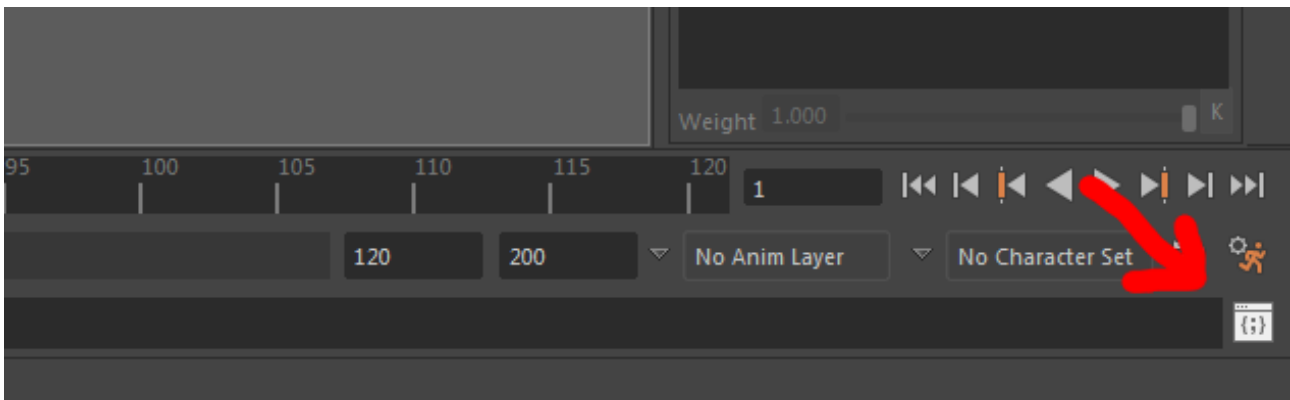 Weight 1.000 K
95 100 105 110 115 120
1
120 200 No Anim Layer No Character Set
{;}